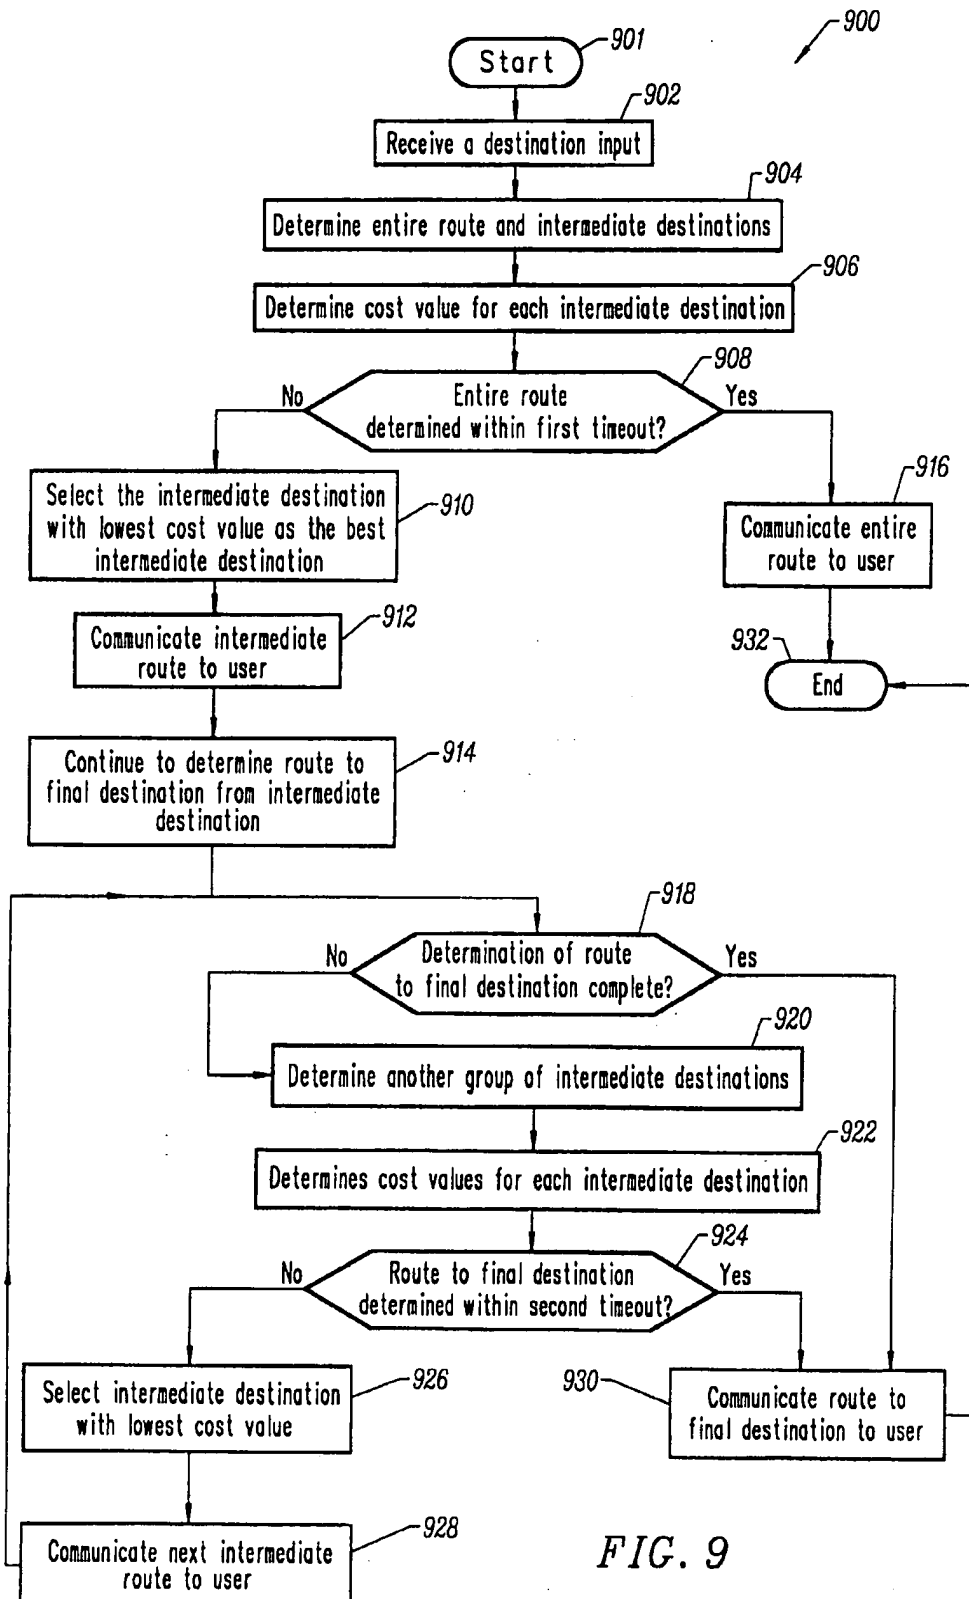 900
901
Start
902
Receive a destination input
904
Determine entire route and intermediate destinations
906
Determine cost value for each intermediate destination
908
No
Entire route
determined within first timeout?
Yes
Select the intermediate destination
with lowest cost value as the best
intermediate destination
910
916
Communicate entire
route to user
912
Communicate intermediate
route to user
932
End
914
Continue to determine route to
final destination from intermediate
destination
918
No
Determination of route
to final destination complete?
Yes
920
Determine another group of intermediate destinations
922
Determines cost values for each intermediate destination
924
No
Route to final destination
determined within second timeout?
Yes
926
Select intermediate destination
with lowest cost value
930
Communicate route to
final destination to user
928
Communicate next intermediate
route to user
FIG. 9